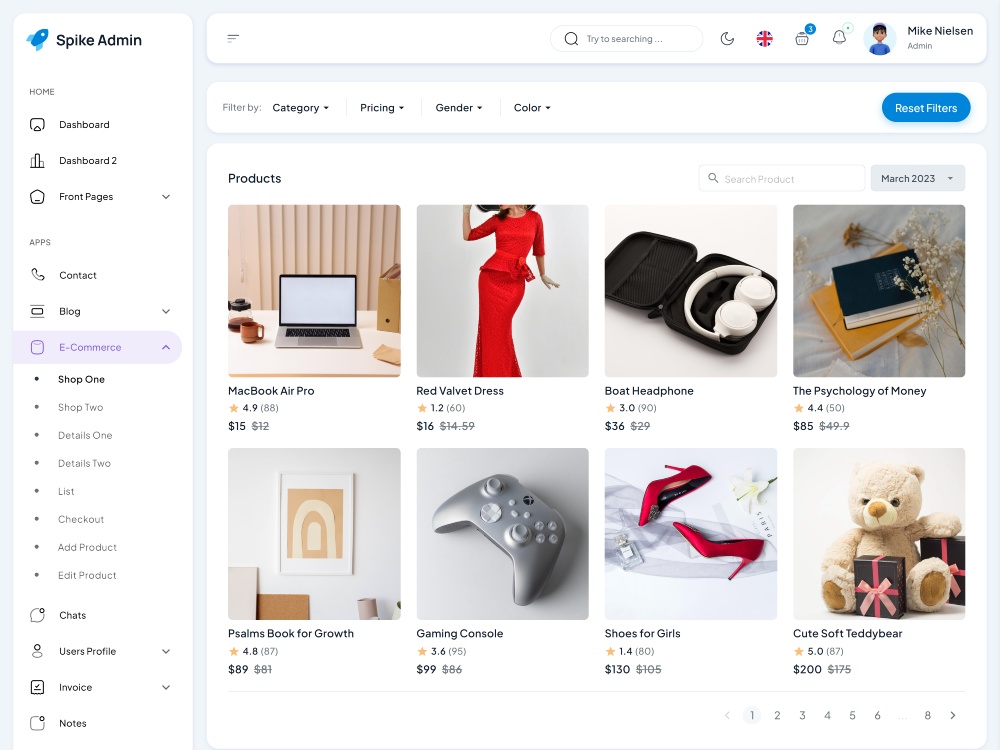 Spike Admin
HOME
Dashboard
Dashboard 2
Front Pages
APPS
Contact
Blog
E-Commerce
Shop One
Shop Two
Details One
Details Two
List
Checkout
Add Product
Edit Product
Chats
Users Profile
Invoice
Notes
Try to searching ...
3
Mike Nielsen
Admin
Filter by: Category Pricing Gender Color Reset Filters
Products
Search Product
March 2023
MacBook Air Pro
4.9 (88)
$15 $12
Red Valvet Dress
1.2 (60)
$16 $14.59
Boat Headphone
3.0 (90)
$36 $29
The Psychology of Money
4.4 (50)
$85 $49.9
PARIS
Psalms Book for Growth
4.8 (87)
$89 $81
Gaming Console
3.6 (95)
$99 $86
Shoes for Girls
1.4 (80)
$130 $105
Cute Soft Teddybear
5.0 (87)
$200 $175
1 2 3 4 5 6 ... 8